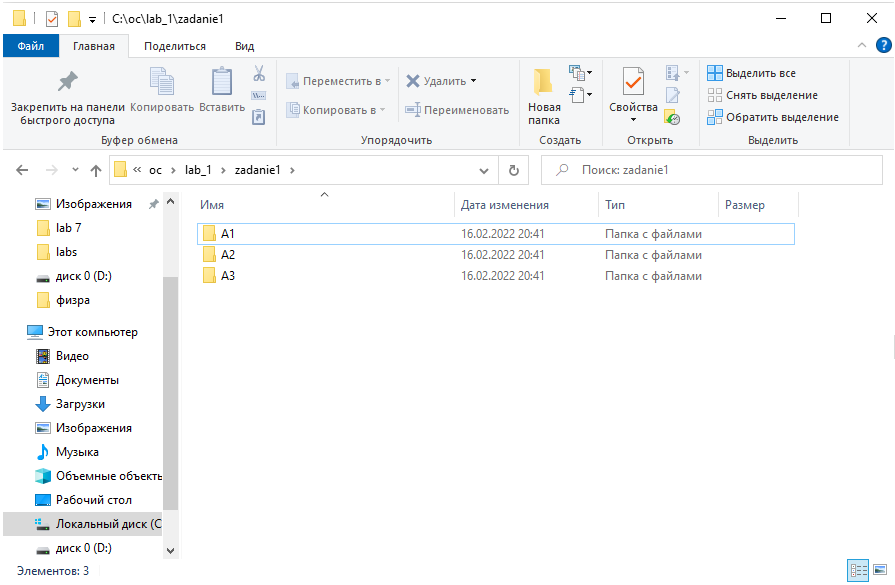 C:\oc\lab_1\zadanie1
Файл Главная Поделиться Вид
Закрепить на панели быстрого доступа
Копировать
Вставить
Буфер обмена
Переместить в
Копировать в
Удалить
Переименовать
Упорядочить
Новая папка
Создать
Свойства
Открыть
Выделить все
Снять выделение
Обратить выделение
Выделить
« oc › lab_1 › zadanie1 ›
Поиск: zadanie1
Изображения
lab 7
labs
диск 0 (D:)
физра
Этот компьютер
Видео
Документы
Загрузки
Изображения
Музыка
Объемные объекты
Рабочий стол
Локальный диск (C
диск 0 (D:)
Имя Дата изменения Тип Размер
A1 16.02.2022 20:41 Папка с файлами
A2 16.02.2022 20:41 Папка с файлами
A3 16.02.2022 20:41 Папка с файлами
Элементов: 3